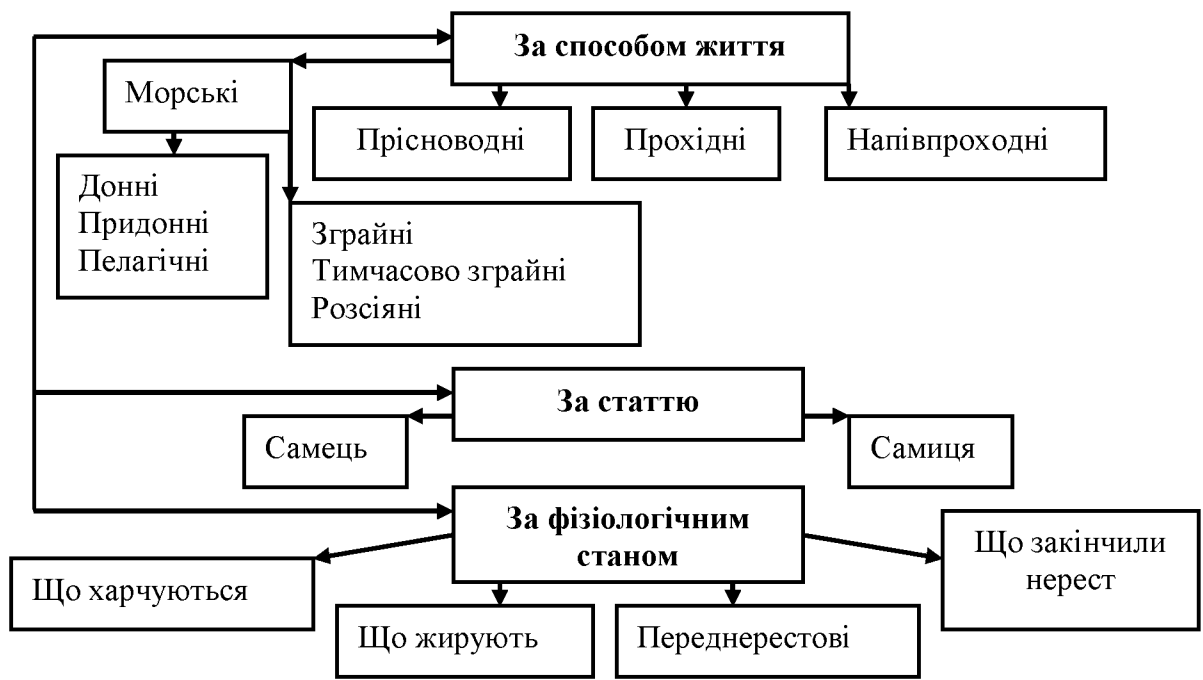 За способом життя
Морські
Прісноводні
Прохідні
Напівпроходні
Донні
Придонні
Пелагічні
Зграйні
Тимчасово зграйні
Розсіяні
За статтю
Самець
Самиця
За фізіологічним
станом
Що закінчили
нерест
Що харчуються
Що жирують
Переднерестові